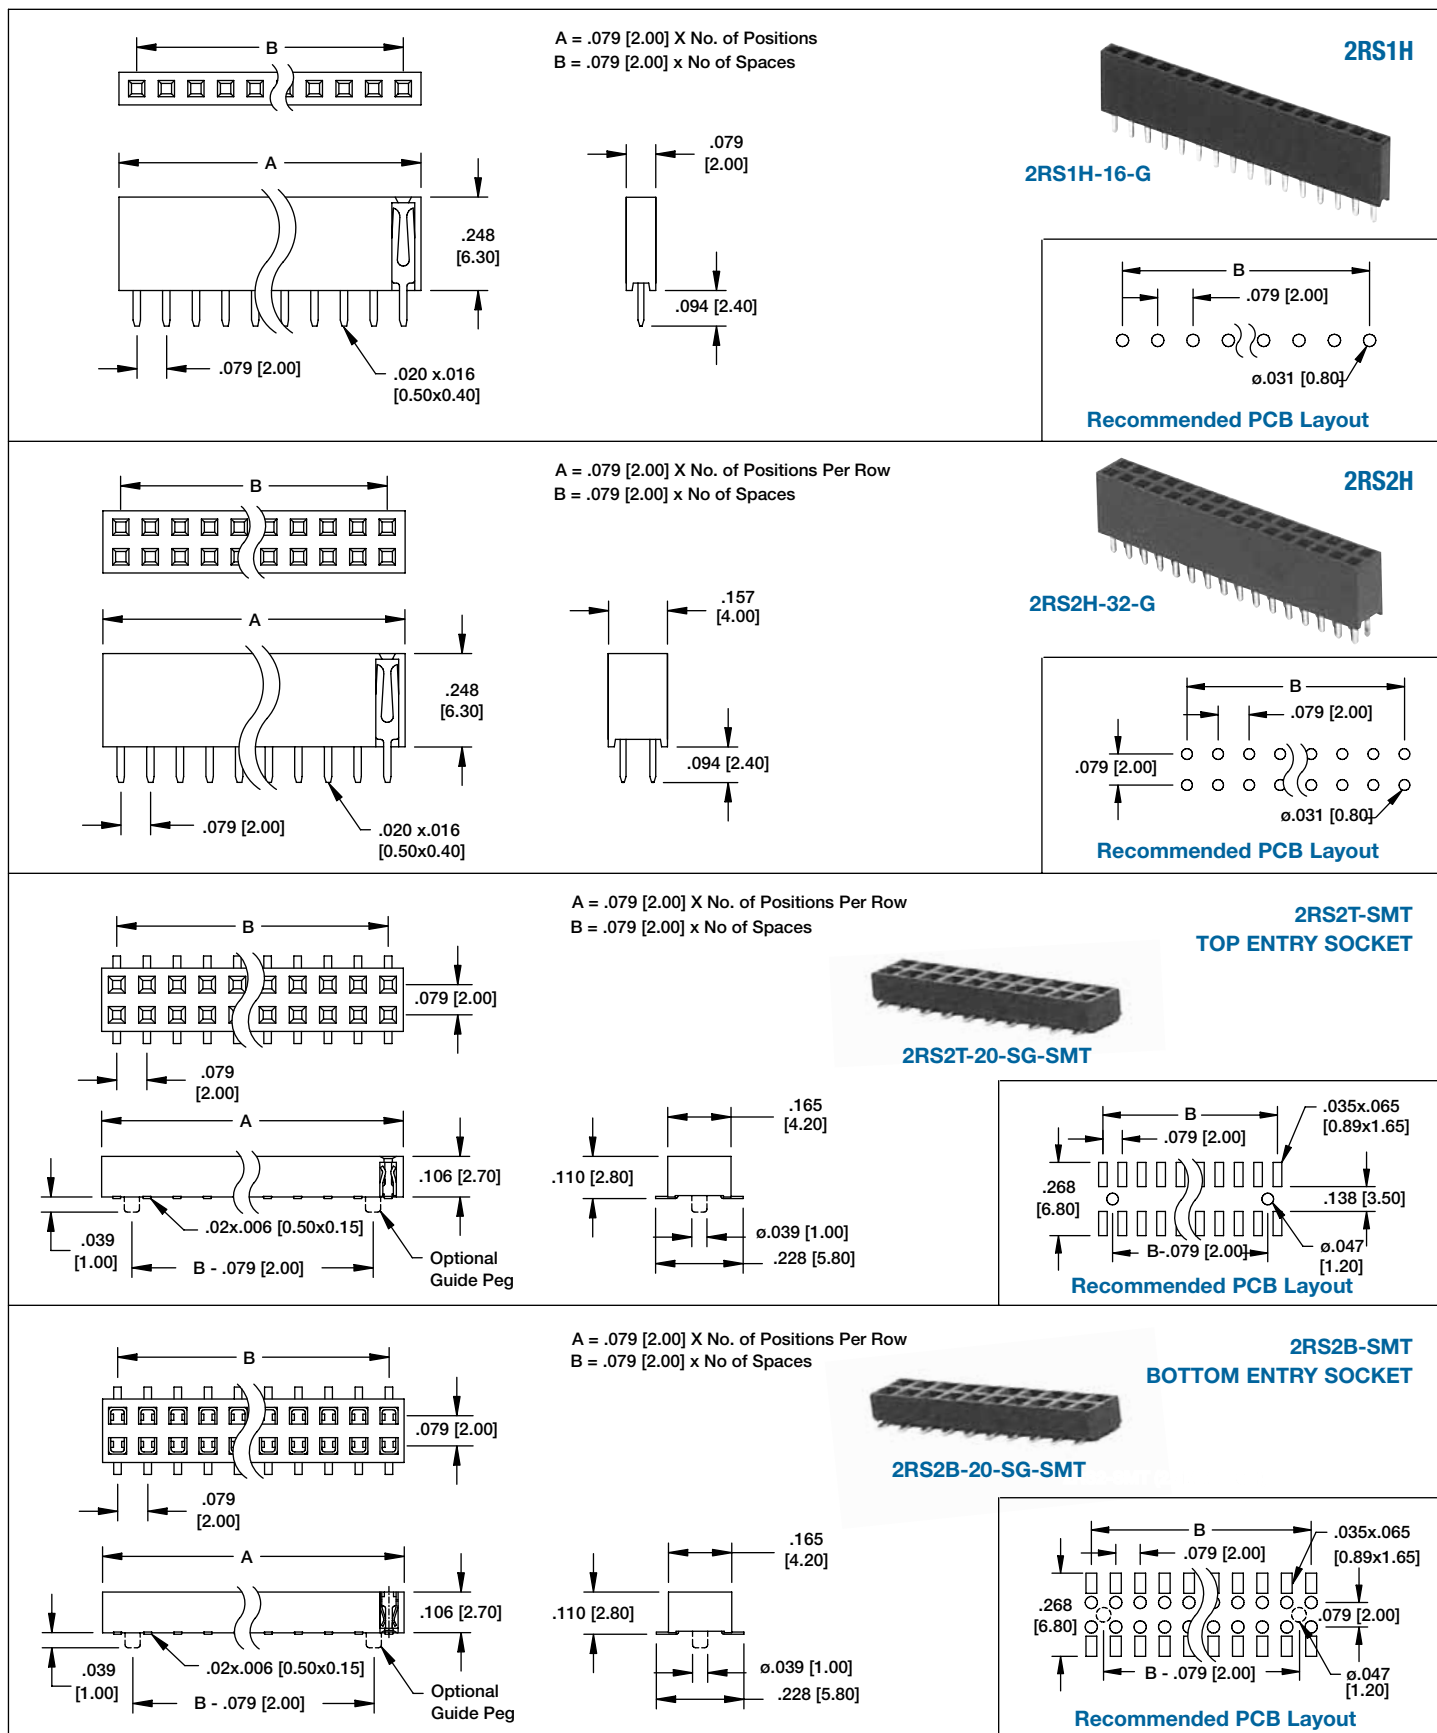 B
A = .079 [2.00] X No. of Positions
B = .079 [2.00] x No of Spaces
2RS1H
A
.079
[2.00]
2RS1H-16-G
.248
[6.30]
.094 [2.40]
.079 [2.00]
.020 x.016
[0.50x0.40]
B
.079 [2.00]
ø.031 [0.80]
Recommended PCB Layout
B
A = .079 [2.00] X No. of Positions Per Row
B = .079 [2.00] x No of Spaces
2RS2H
A
.157
[4.00]
2RS2H-32-G
.248
[6.30]
.094 [2.40]
.079 [2.00]
.020 x.016
[0.50x0.40]
B
.079 [2.00]
.079 [2.00]
ø.031 [0.80]
Recommended PCB Layout
B
A = .079 [2.00] X No. of Positions Per Row
B = .079 [2.00] x No of Spaces
2RS2T-SMT
TOP ENTRY SOCKET
.079 [2.00]
2RS2T-20-SG-SMT
.079
[2.00]
A
.165
[4.20]
.106 [2.70]
.110 [2.80]
.039
[1.00]
.02x.006 [0.50x0.15]
B - .079 [2.00]
Optional
Guide Peg
ø.039 [1.00]
.228 [5.80]
B
.035x.065
[0.89x1.65]
.079 [2.00]
.268
[6.80]
.138 [3.50]
B-.079 [2.00]
ø.047
[1.20]
Recommended PCB Layout
B
A = .079 [2.00] X No. of Positions Per Row
B = .079 [2.00] x No of Spaces
2RS2B-SMT
BOTTOM ENTRY SOCKET
.079 [2.00]
2RS2B-20-SG-SMT
.079
[2.00]
A
.165
[4.20]
.106 [2.70]
.110 [2.80]
.039
[1.00]
.02x.006 [0.50x0.15]
B - .079 [2.00]
Optional
Guide Peg
ø.039 [1.00]
.228 [5.80]
B
.035x.065
[0.89x1.65]
.079 [2.00]
.268
[6.80]
.079 [2.00]
B - .079 [2.00]
ø.047
[1.20]
Recommended PCB Layout